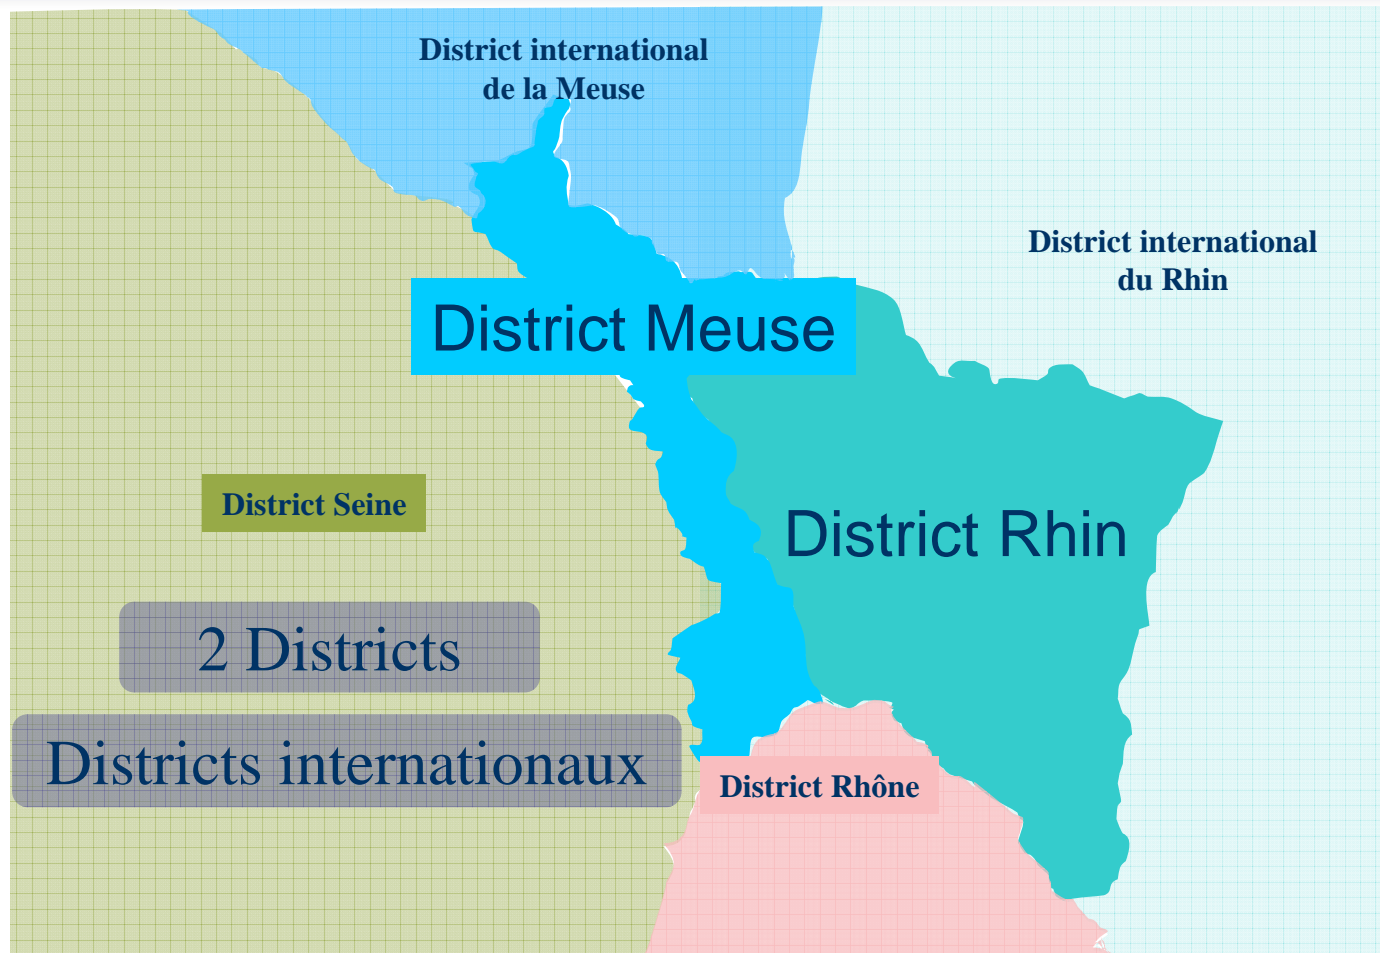 District international
de la Meuse
District international
du Rhin
District Meuse
District Seine
District Rhin
2 Districts
Districts internationaux
District Rhône